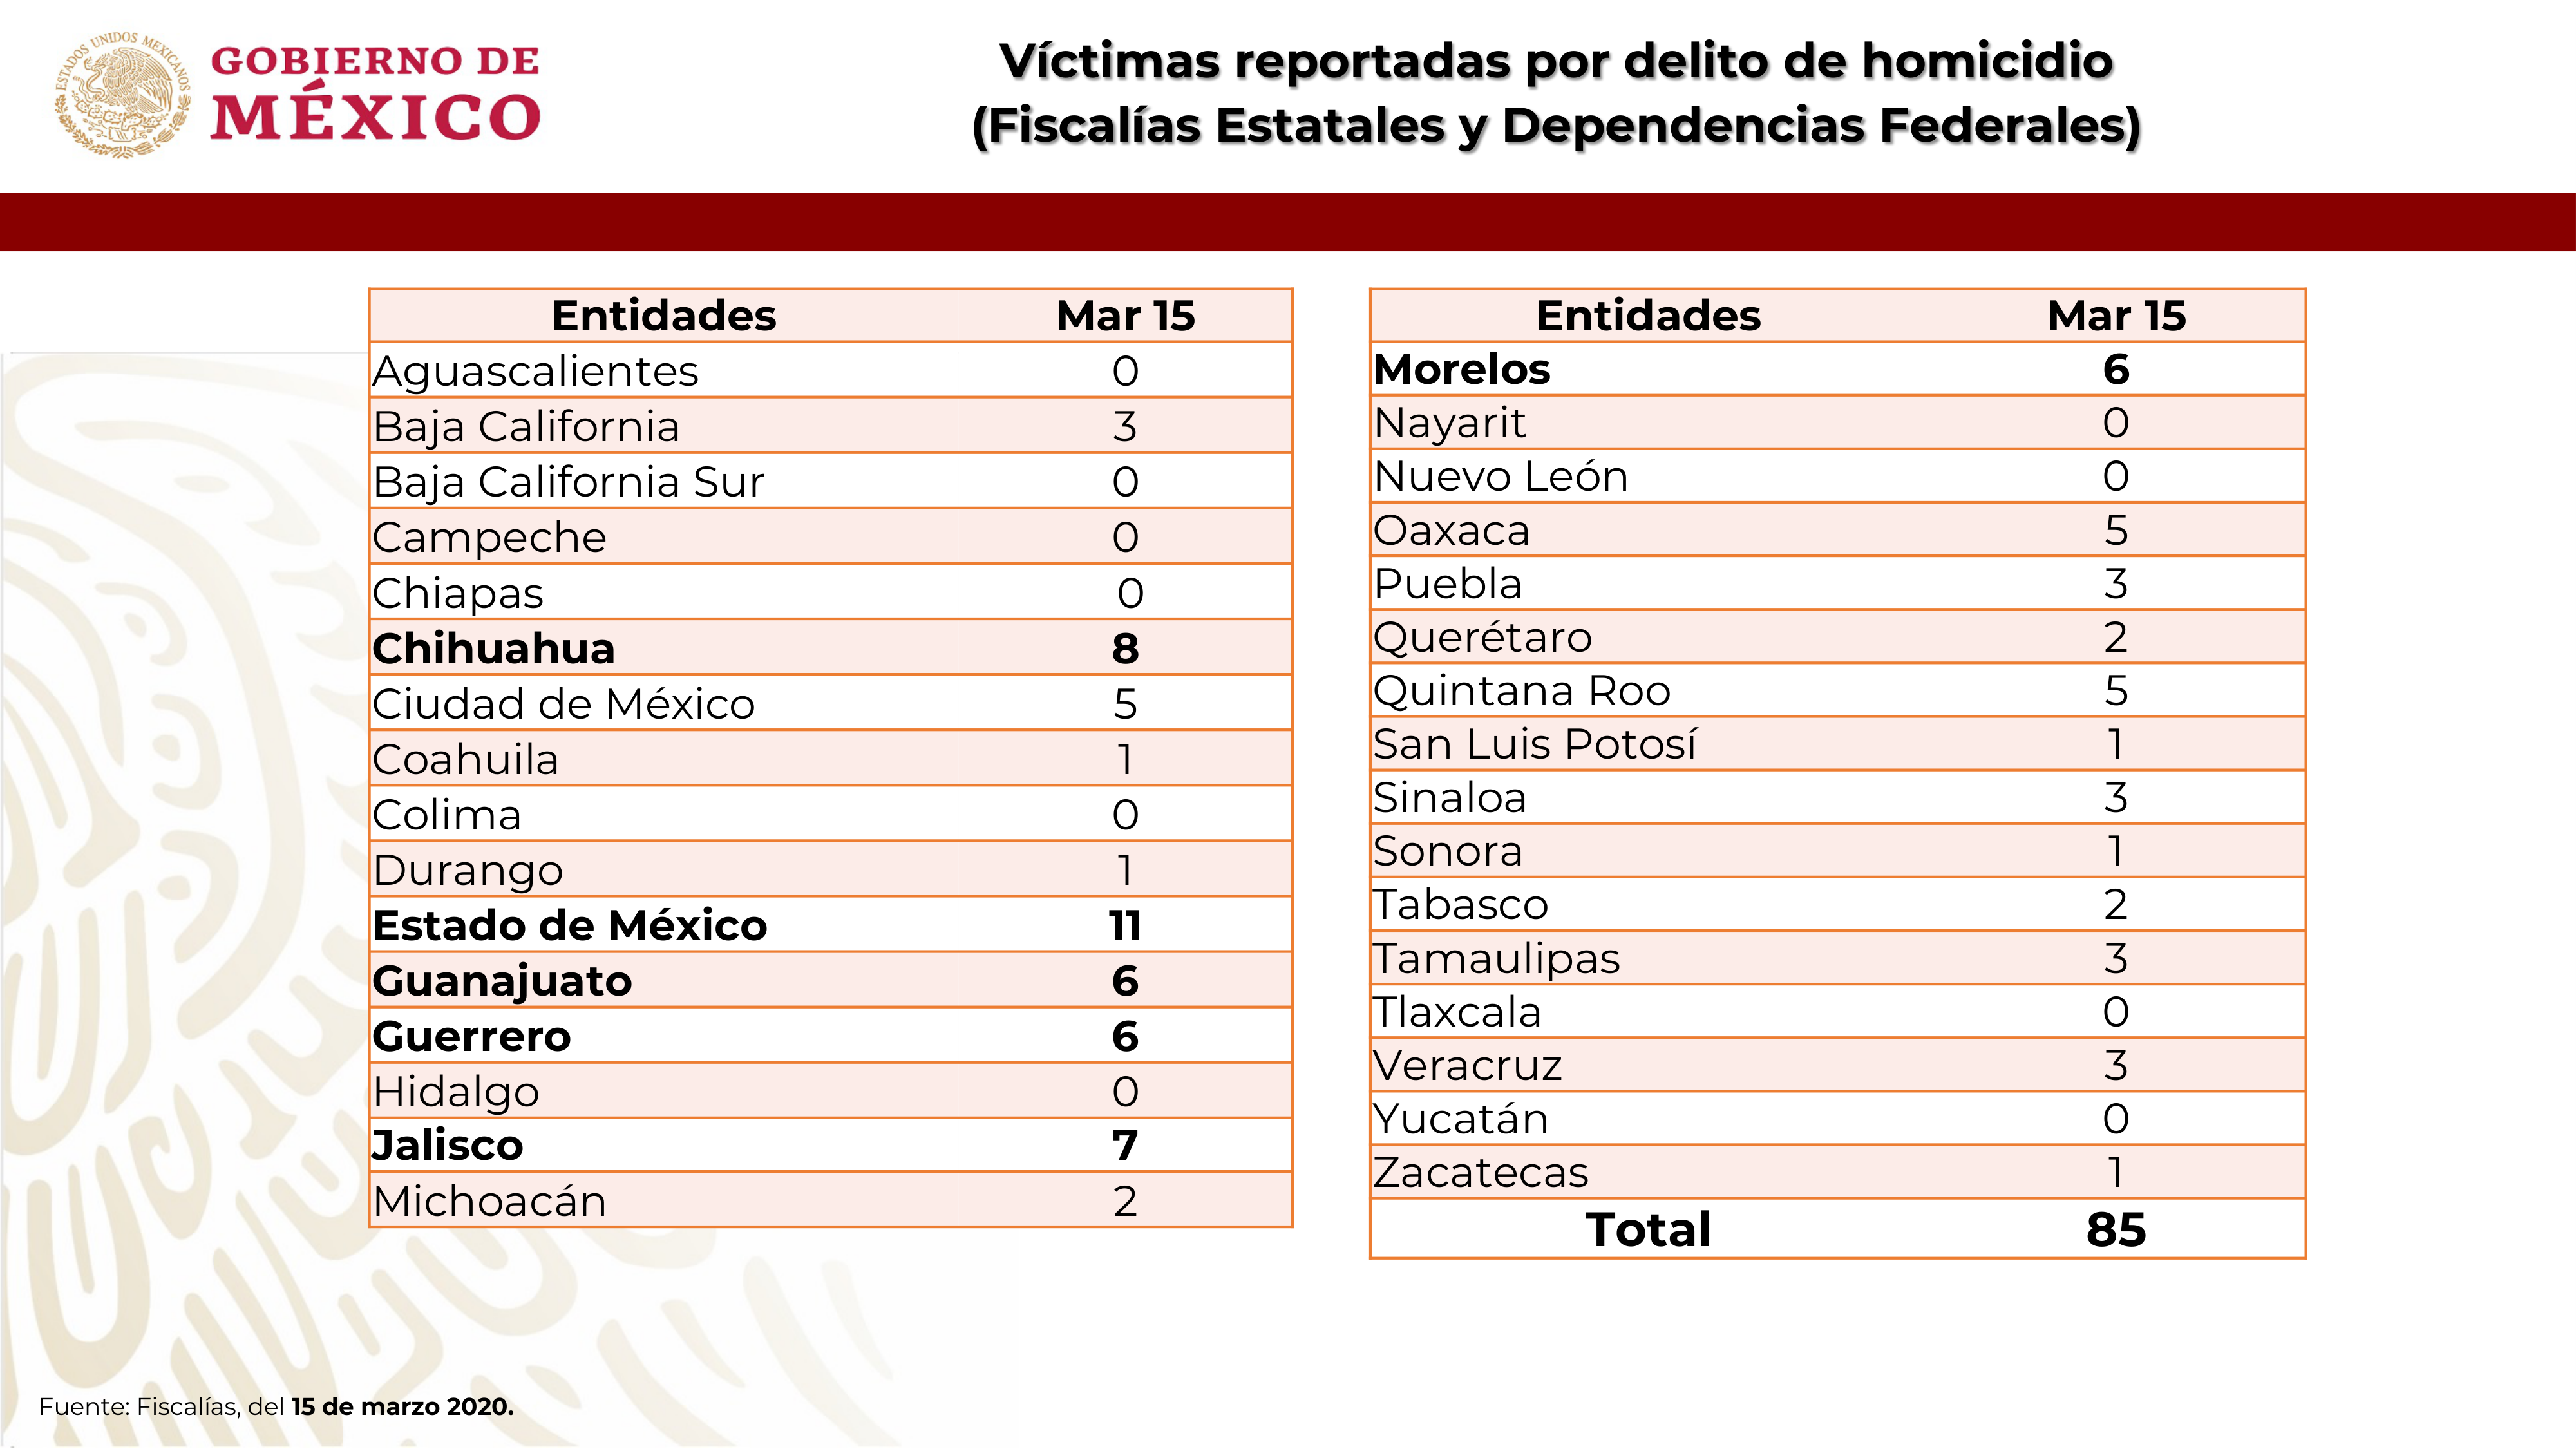 ESTADOS UNIDOS MEXICANOS
GOBIERNO DE
MÉXICO
Víctimas reportadas por delito de homicidio
(Fiscalías Estatales y Dependencias Federales)
Entidades Mar 15
Aguascalientes 0
Baja California 3
Baja California Sur 0
Campeche 0
Chiapas 0
Chihuahua 8
Ciudad de México 5
Coahuila 1
Colima 0
Durango 1
Estado de México 11
Guanajuato 6
Guerrero 6
Hidalgo 0
Jalisco 7
Michoacán 2
Entidades Mar 15
Morelos 6
Nayarit 0
Nuevo León 0
Oaxaca 5
Puebla 3
Querétaro 2
Quintana Roo 5
San Luis Potosí 1
Sinaloa 3
Sonora 1
Tabasco 2
Tamaulipas 3
Tlaxcala 0
Veracruz 3
Yucatán 0
Zacatecas 1
Total 85
Fuente: Fiscalías, del 15 de marzo 2020.